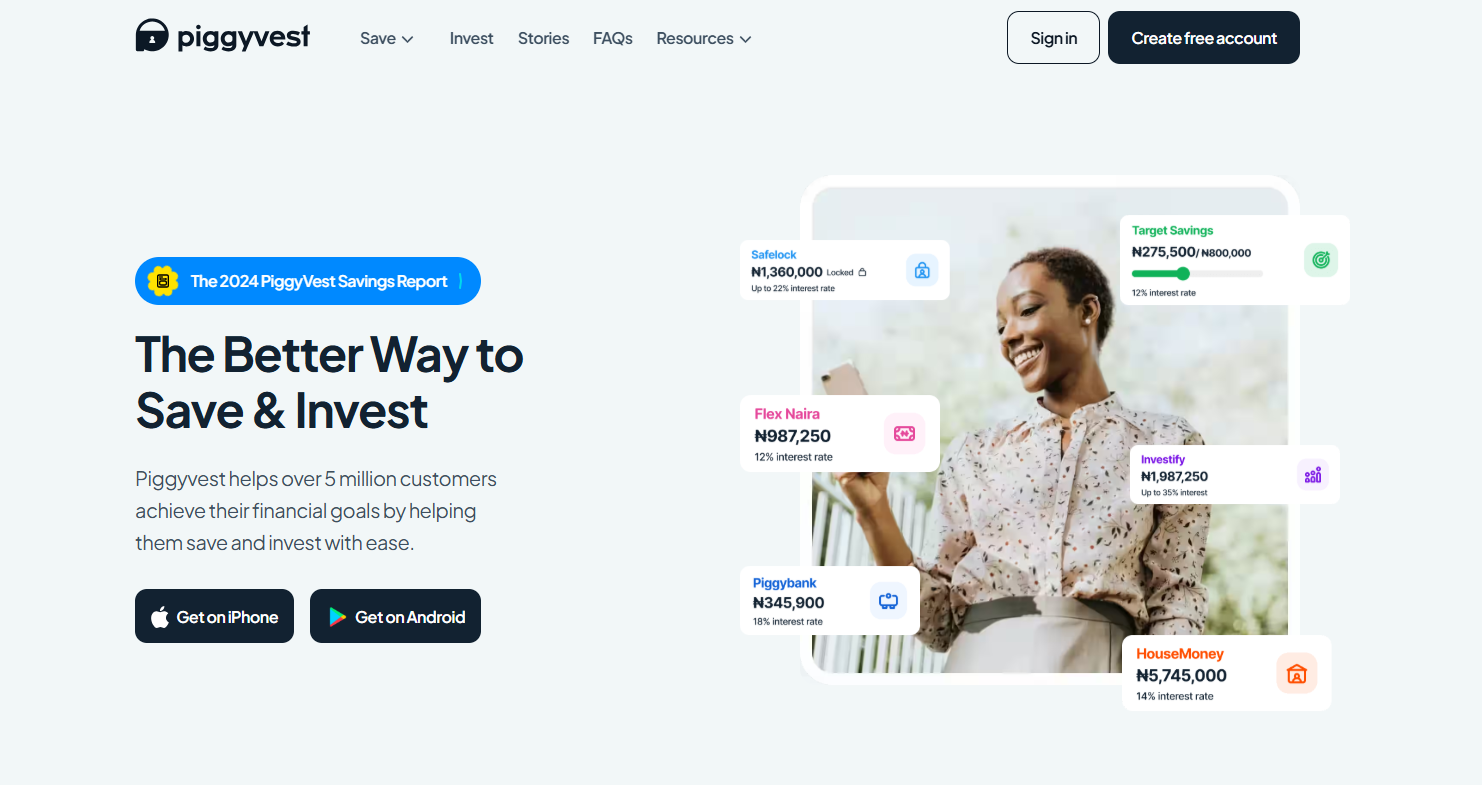 piggyvest
Save
Invest
Stories
FAQs
Resources
Sign in
Create free account
The 2024 PiggyVest Savings Report
The Better Way to
Save & Invest
Piggyvest helps over 5 million customers
achieve their financial goals by helping
them save and invest with ease.
Get on iPhone
Get on Android
Safelock
₦1,360,000 Locked
Up to 22% interest rate
Target Savings
₦275,500/ ₦800,000
12% interest rate
Flex Naira
₦987,250
12% interest rate
Investify
₦1,987,250
Up to 35% interest
Piggybank
₦345,900
18% interest rate
HouseMoney
₦5,745,000
14% interest rate